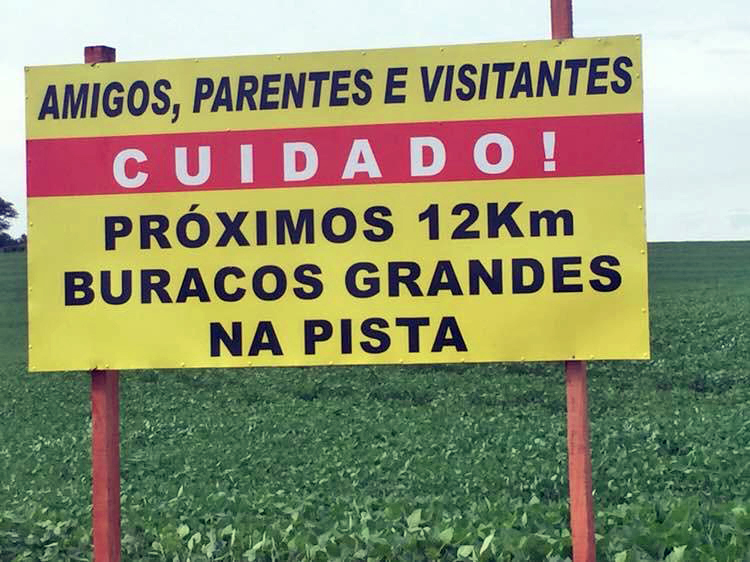 AMIGOS, PARENTES E VISITANTES
CUIDADO!
PRÓXIMOS 12Km
BURACOS GRANDES
NA PISTA